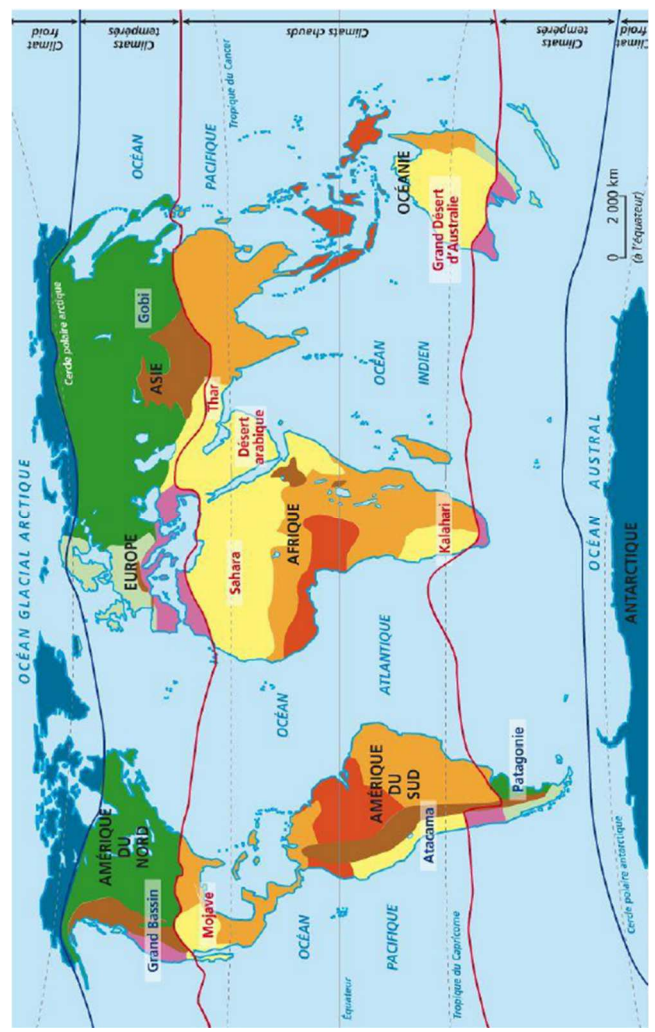 OCÉAN GLACIAL ARCTIQUE
Cercle polaire arctique
Climat
froid
Climats
tempérés
Climats chauds
Climats
tempérés
Climat
froid
AMÉRIQUE
DU
NORD
Grand Bassin
Mojave
EUROPE
ASIE
Gobi
OCÉAN
PACIFIQUE
Tropique du Cancer
Thar
Désert
arabique
Sahara
AFRIQUE
OCÉAN
ATLANTIQUE
OCÉAN
PACIFIQUE
Équateur
AMÉRIQUE
DU
SUD
Atacama
Tropique du Capricorne
Kalahari
OCÉAN
INDIEN
OCÉANIE
Grand Désert
d'Australie
Patagonie
0 2 000 km
(à l'équateur)
OCÉAN AUSTRAL
Cercle polaire antarctique
ANTARCTIQUE